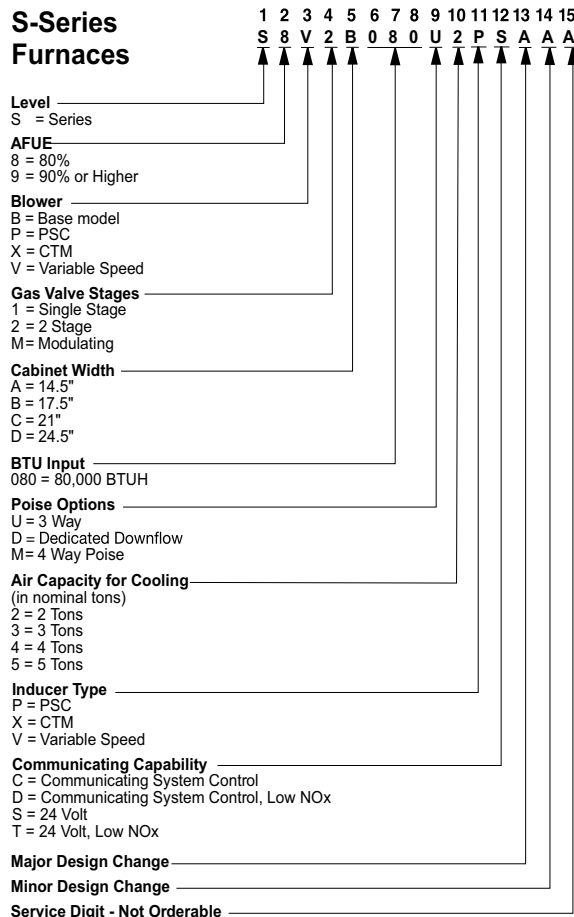 S-Series
Furnaces
1 2 3 4 5 6 7 8 9 10 11 12 13 14 15
S 8 V 2 B 0 8 0 U 2 P S A A A
Level
S = Series
AFUE
8 = 80%
9 = 90% or Higher
Blower
B = Base model
P = PSC
X = CTM
V = Variable Speed
Gas Valve Stages
1 = Single Stage
2 = 2 Stage
M= Modulating
Cabinet Width
A = 14.5"
B = 17.5"
C = 21"
D = 24.5"
BTU Input
080 = 80,000 BTUH
Poise Options
U = 3 Way
D = Dedicated Downflow
M= 4 Way Poise
Air Capacity for Cooling
(in nominal tons)
2 = 2 Tons
3 = 3 Tons
4 = 4 Tons
5 = 5 Tons
Inducer Type
P = PSC
X = CTM
V = Variable Speed
Communicating Capability
C = Communicating System Control
D = Communicating System Control, Low NOx
S = 24 Volt
T = 24 Volt, Low NOx
Major Design Change
Minor Design Change
Service Digit - Not Orderable